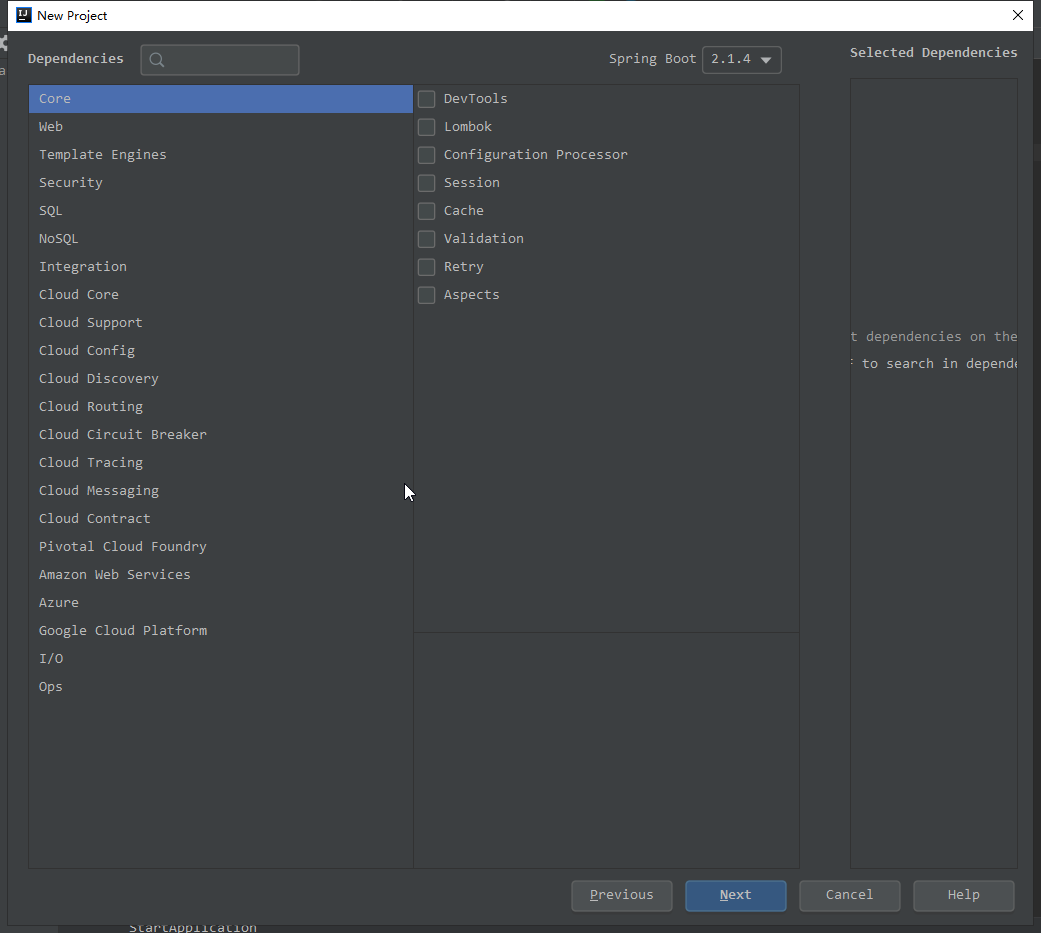 New Project
Dependencies
Spring Boot 2.1.4
Selected Dependencies
Core
Web
Template Engines
Security
SQL
NoSQL
Integration
Cloud Core
Cloud Support
Cloud Config
Cloud Discovery
Cloud Routing
Cloud Circuit Breaker
Cloud Tracing
Cloud Messaging
Cloud Contract
Pivotal Cloud Foundry
Amazon Web Services
Azure
Google Cloud Platform
I/O
Ops
DevTools
Lombok
Configuration Processor
Session
Cache
Validation
Retry
Aspects
t dependencies on the
to search in depende
Previous
Next
Cancel
Help
StartApplication